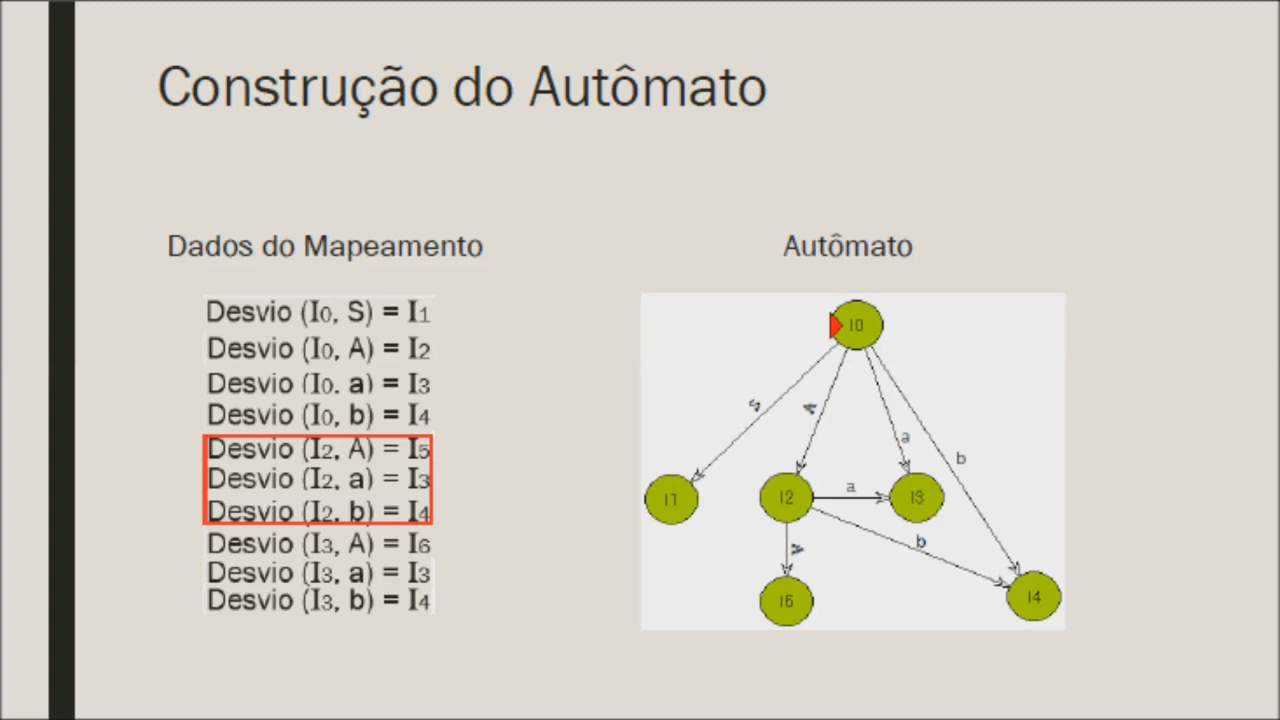 Construção do Autômato
Dados do Mapeamento
Desvio (I0, S) = I1
Desvio (I0, A) = I2
Desvio (I0, a) = I3
Desvio (I0, b) = I4
Desvio (I2, A) = I5
Desvio (I2, a) = I3
Desvio (I2, b) = I4
Desvio (I3, A) = I6
Desvio (I3, a) = I3
Desvio (I3, b) = I4
Autômato
I0
S
A
a
b
I1
I2
a
I3
A
b
I5
I4